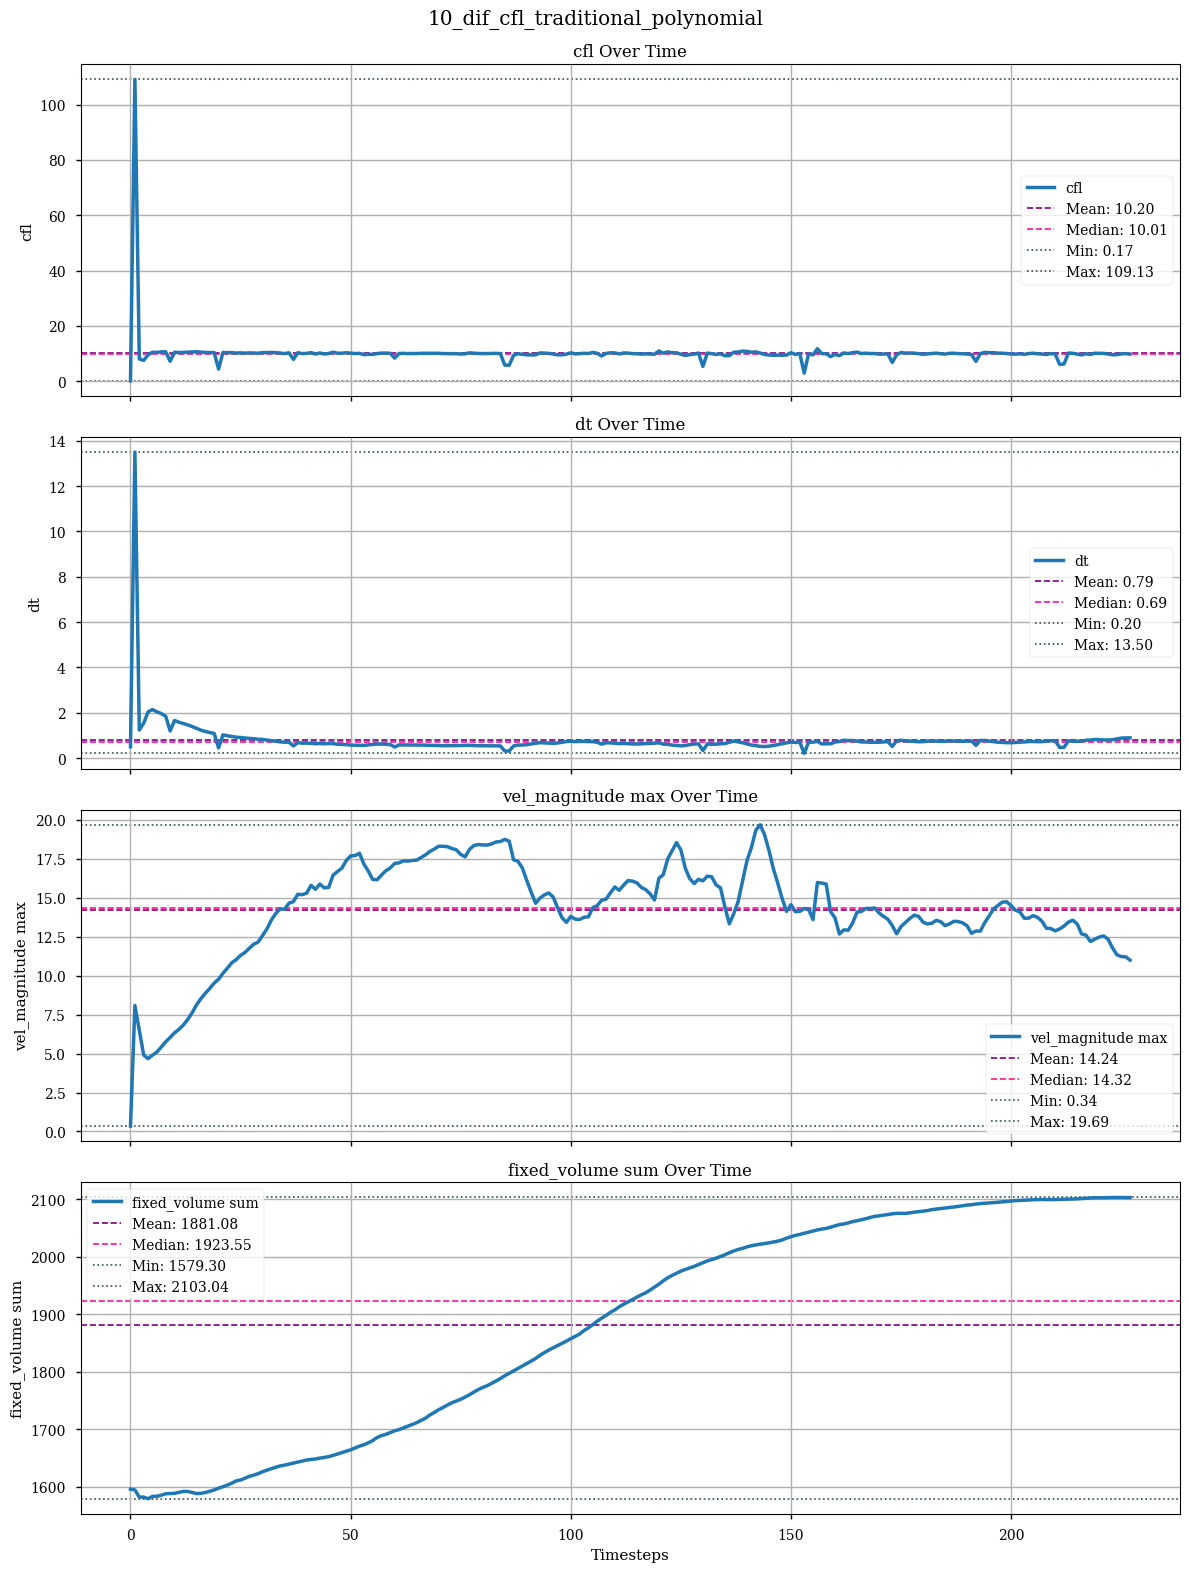 10_dif_cfl_traditional_polynomial
cfl Over Time
100
80
60
40
20
0
cfl
cfl
Mean: 10.20
Median: 10.01
Min: 0.17
Max: 109.13
dt Over Time
14
12
10
8
6
4
2
0
dt
dt
Mean: 0.79
Median: 0.69
Min: 0.20
Max: 13.50
vel_magnitude max Over Time
20.0
17.5
15.0
12.5
10.0
7.5
5.0
2.5
0.0
vel_magnitude max
vel_magnitude max
Mean: 14.24
Median: 14.32
Min: 0.34
Max: 19.69
fixed_volume sum Over Time
2100
2000
1900
1800
1700
1600
fixed_volume sum
fixed_volume sum
Mean: 1881.08
Median: 1923.55
Min: 1579.30
Max: 2103.04
0 50 100 150 200
Timesteps